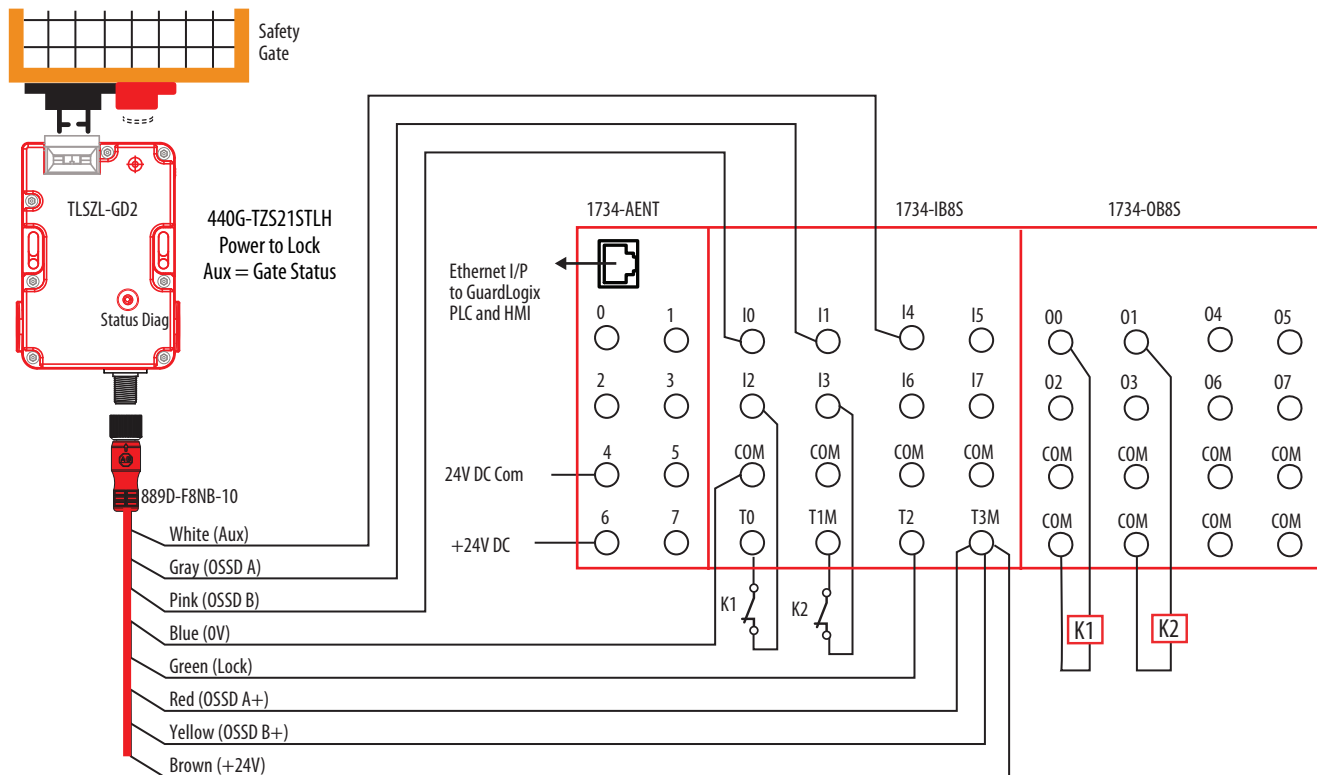 Safety
Gate
TLSZL-GD2
440G-TZS21STLH
Power to Lock
Aux = Gate Status
Status Diag
889D-F8NB-10
White (Aux)
Gray (OSSD A)
Pink (OSSD B)
Blue (0V)
Green (Lock)
Red (OSSD A+)
Yellow (OSSD B+)
Brown (+24V)
1734-AENT
1734-IB8S
1734-OB8S
Ethernet I/P
to GuardLogix
PLC and HMI
24V DC Com
+24V DC
0 1 I0 I1 I4 I5 O0 O1 O4 O5
2 3 I2 I3 I6 I7 O2 O3 O6 O7
4 5 COM COM COM COM COM COM COM COM
6 7 T0 T1M T2 T3M COM COM COM COM
K1 K2 K1 K2